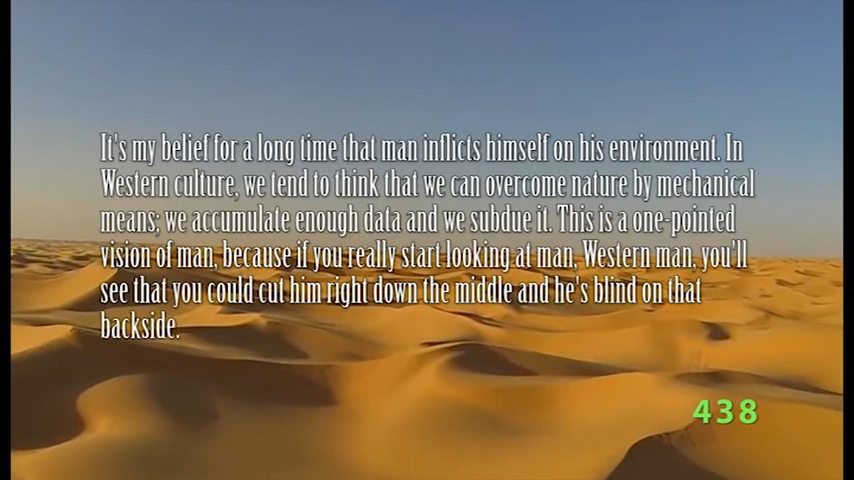 It's my belief for a long time that man inflicts himself on his environment. In
Western culture, we tend to think that we can overcome nature by mechanical
means; we accumulate enough data and we subdue it. This is a one-pointed
vision of man, because if you really start looking at man, Western man, you'll
see that you could cut him right down the middle and he's blind on that
backside.
438